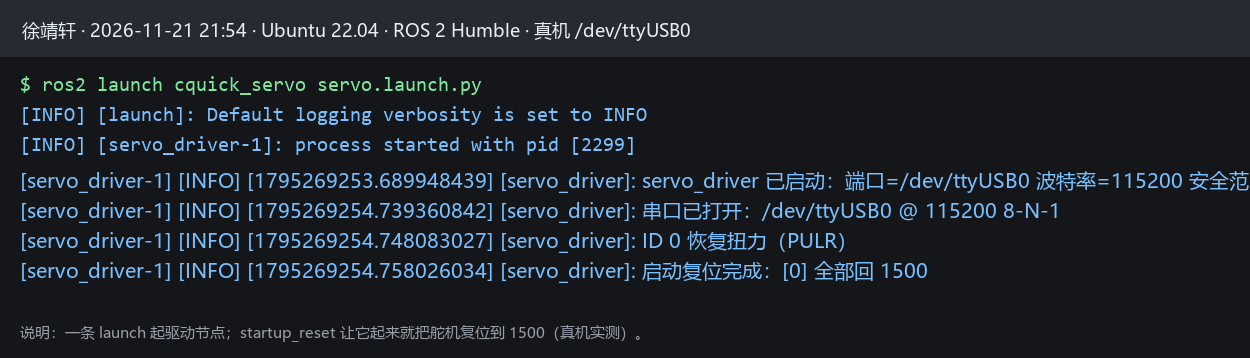 徐靖轩 · 2026-11-21 21:54 · Ubuntu 22.04 · ROS 2 Humble · 真机 /dev/ttyUSB0
$ ros2 launch cquick_servo servo.launch.py
[INFO] [launch]: Default logging verbosity is set to INFO
[INFO] [servo_driver-1]: process started with pid [2299]
[servo_driver-1] [INFO] [1795269253.689948439] [servo_driver]: servo_driver 已启动：端口=/dev/ttyUSB0 波特率=115200 安全范
[servo_driver-1] [INFO] [1795269254.739360842] [servo_driver]: 串口已打开：/dev/ttyUSB0 @ 115200 8-N-1
[servo_driver-1] [INFO] [1795269254.748083027] [servo_driver]: ID 0 恢复扭力（PULR）
[servo_driver-1] [INFO] [1795269254.758026034] [servo_driver]: 启动复位完成：[0] 全部回 1500
说明：一条 launch 起驱动节点；startup_reset 让它起来就把舵机复位到 1500（真机实测）。